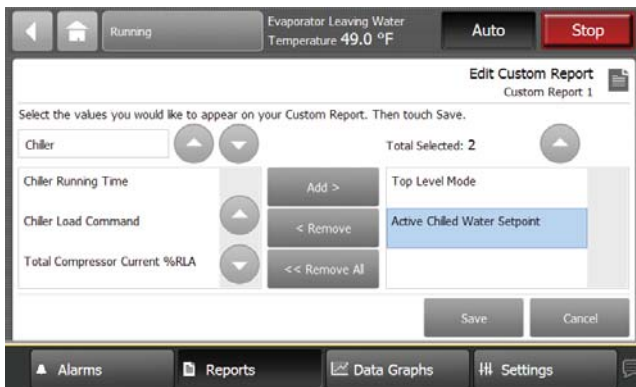 Running
Evaporator Leaving Water
Temperature 49.0 °F
Auto
Stop
Edit Custom Report
Custom Report 1
Select the values you would like to appear on your Custom Report. Then touch Save.
Chiller
Total Selected: 2
Chiller Running Time
Chiller Load Command
Total Compressor Current %RLA
Add >
< Remove
<< Remove All
Top Level Mode
Active Chilled Water Setpoint
Save
Cancel
Alarms
Reports
Data Graphs
Settings